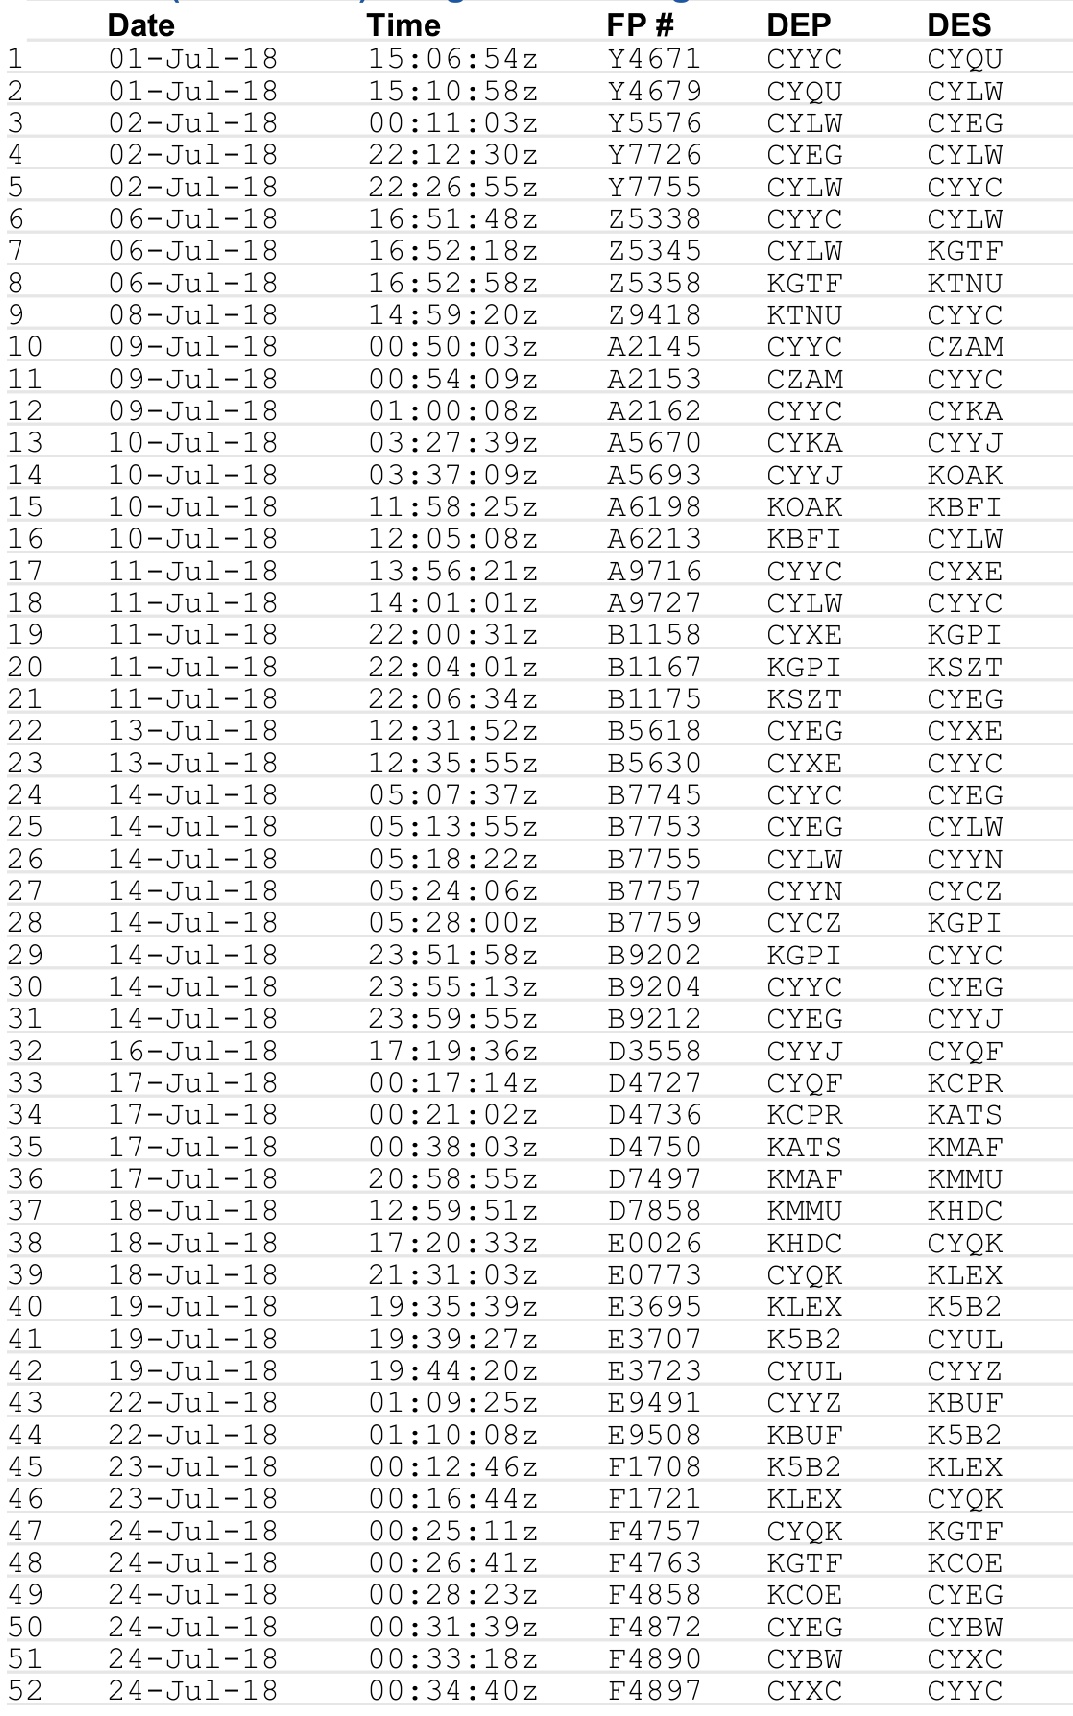 Date Time FP # DEP DES
1 01-Jul-18 15:06:54z Y4671 CYYC CYQU
2 01-Jul-18 15:10:58z Y4679 CYQU CYLW
3 02-Jul-18 00:11:03z Y5576 CYLW CYEG
4 02-Jul-18 22:12:30z Y7726 CYEG CYLW
5 02-Jul-18 22:26:55z Y7755 CYLW CYYC
6 06-Jul-18 16:51:48z Z5338 CYYC CYLW
7 06-Jul-18 16:52:18z Z5345 CYLW KGTF
8 06-Jul-18 16:52:58z Z5358 KGTF KTNU
9 08-Jul-18 14:59:20z Z9418 KTNU CYYC
10 09-Jul-18 00:50:03z A2145 CYYC CZAM
11 09-Jul-18 00:54:09z A2153 CZAM CYYC
12 09-Jul-18 01:00:08z A2162 CYYC CYKA
13 10-Jul-18 03:27:39z A5670 CYKA CYYJ
14 10-Jul-18 03:37:09z A5693 CYYJ KOAK
15 10-Jul-18 11:58:25z A6198 KOAK KBFI
16 10-Jul-18 12:05:08z A6213 KBFI CYLW
17 11-Jul-18 13:56:21z A9716 CYYC CYXE
18 11-Jul-18 14:01:01z A9727 CYLW CYYC
19 11-Jul-18 22:00:31z B1158 CYXE KGPI
20 11-Jul-18 22:04:01z B1167 KGPI KSZT
21 11-Jul-18 22:06:34z B1175 KSZT CYEG
22 13-Jul-18 12:31:52z B5618 CYEG CYXE
23 13-Jul-18 12:35:55z B5630 CYXE CYYC
24 14-Jul-18 05:07:37z B7745 CYYC CYEG
25 14-Jul-18 05:13:55z B7753 CYEG CYLW
26 14-Jul-18 05:18:22z B7755 CYLW CYYN
27 14-Jul-18 05:24:06z B7757 CYYN CYCZ
28 14-Jul-18 05:28:00z B7759 CYCZ KGPI
29 14-Jul-18 23:51:58z B9202 KGPI CYYC
30 14-Jul-18 23:55:13z B9204 CYYC CYEG
31 14-Jul-18 23:59:55z B9212 CYEG CYYJ
32 16-Jul-18 17:19:36z D3558 CYYJ CYQF
33 17-Jul-18 00:17:14z D4727 CYQF KCPR
34 17-Jul-18 00:21:02z D4736 KCPR KATS
35 17-Jul-18 00:38:03z D4750 KATS KMAF
36 17-Jul-18 20:58:55z D7497 KMAF KMMU
37 18-Jul-18 12:59:51z D7858 KMMU KHDC
38 18-Jul-18 17:20:33z E0026 KHDC CYQK
39 18-Jul-18 21:31:03z E0773 CYQK KLEX
40 19-Jul-18 19:35:39z E3695 KLEX K5B2
41 19-Jul-18 19:39:27z E3707 K5B2 CYUL
42 19-Jul-18 19:44:20z E3723 CYUL CYYZ
43 22-Jul-18 01:09:25z E9491 CYYZ KBUF
44 22-Jul-18 01:10:08z E9508 KBUF K5B2
45 23-Jul-18 00:12:46z F1708 K5B2 KLEX
46 23-Jul-18 00:16:44z F1721 KLEX CYQK
47 24-Jul-18 00:25:11z F4757 CYQK KGTF
48 24-Jul-18 00:26:41z F4763 KGTF KCOE
49 24-Jul-18 00:28:23z F4858 KCOE CYEG
50 24-Jul-18 00:31:39z F4872 CYEG CYBW
51 24-Jul-18 00:33:18z F4890 CYBW CYXC
52 24-Jul-18 00:34:40z F4897 CYXC CYYC